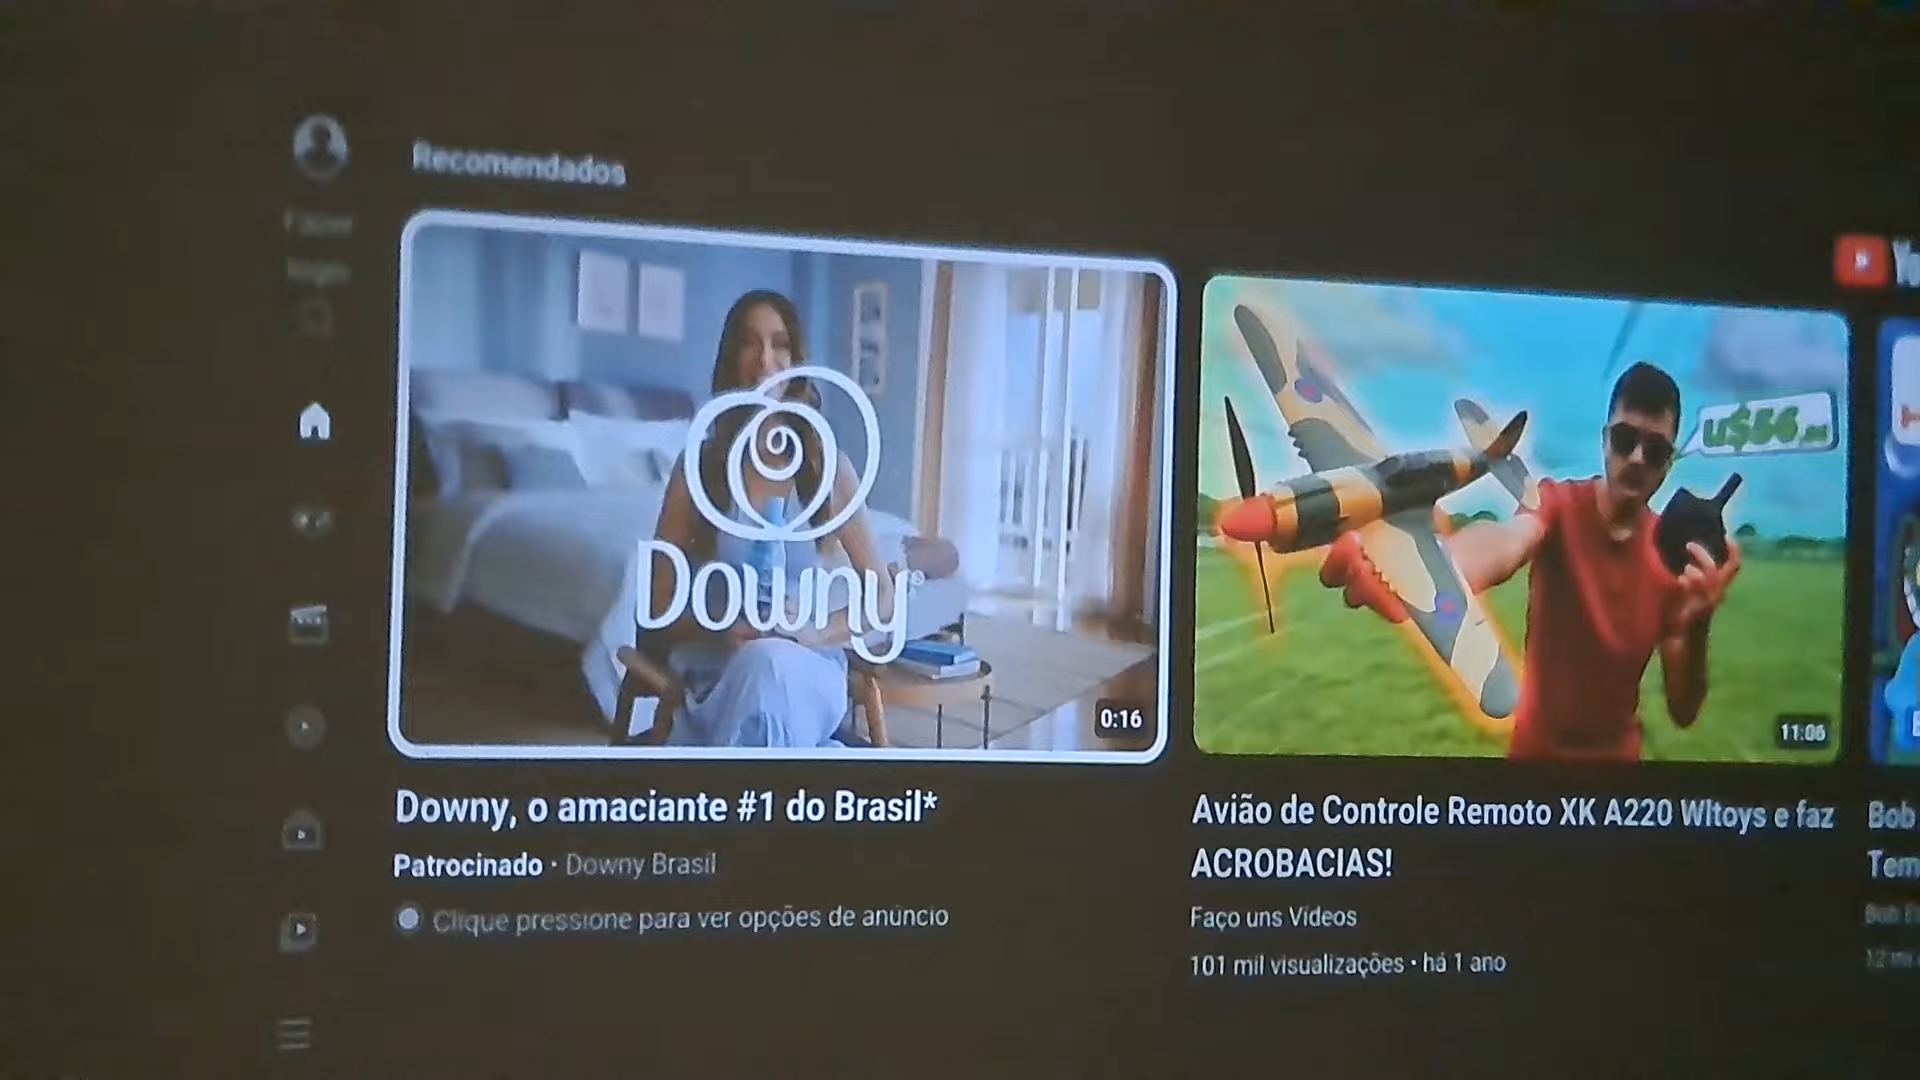 Fazer
login
Recomendados
Downy®
0:16
Downy, o amaciante #1 do Brasil*
Patrocinado · Downy Brasil
Clique pressione para ver opções de anúncio
U$56
11:06
Avião de Controle Remoto XK A220 Wltoys e faz
ACROBACIAS!
Faço uns Vídeos
101 mil visualizações · há 1 ano
Bob